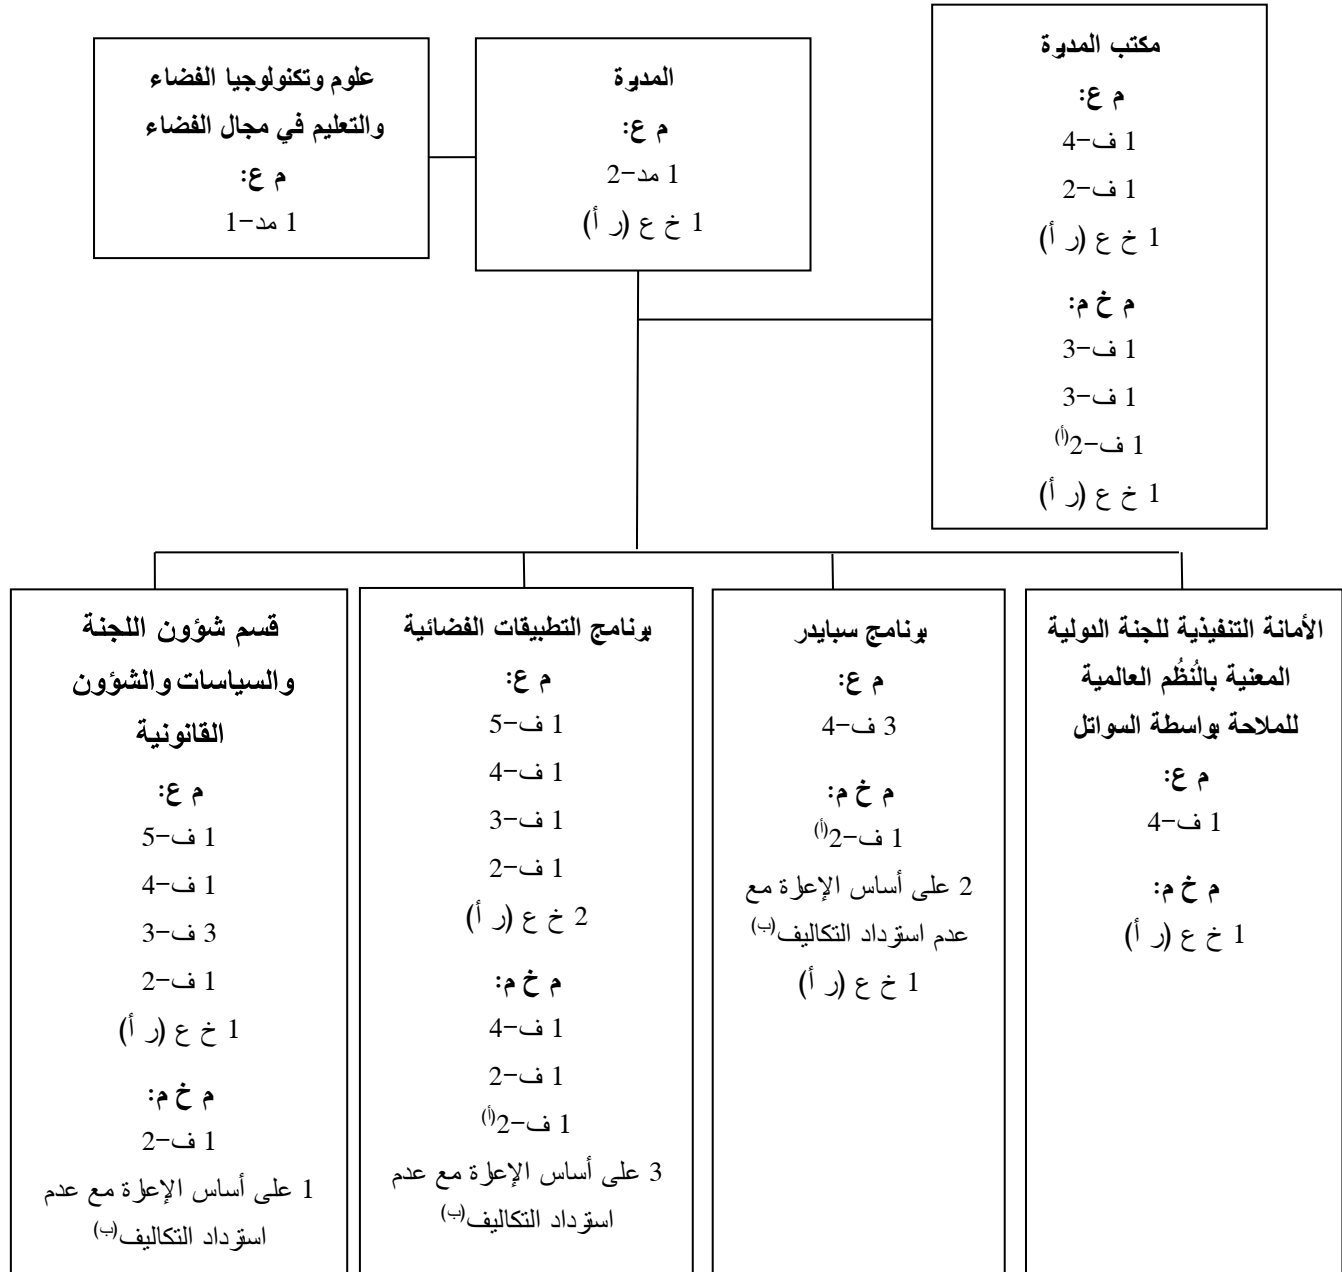 مكتب المديرة
م ع:
1 ف-4
1 ف-2
1 خ ع (ر أ)
م خ م:
1 ف-3
1 ف-3
1 ف-2(أ)
1 خ ع (ر أ)
المديرة
م ع:
1 مد-2
1 خ ع (ر أ)
علوم وتكنولوجيا الفضاء
والتعليم في مجال الفضاء
م ع:
1 مد-1
الأمانة التنفيذية للجنة الدولية
المعنية بالنُظُم العالمية
للملاحة بواسطة السواتل
م ع:
1 ف-4
م خ م:
1 خ ع (ر أ)
برنامج سبايدر
م ع:
3 ف-4
م خ م:
1 ف-2(أ)
2 على أساس الإعارة مع
عدم استرداد التكاليف(ب)
1 خ ع (ر أ)
برنامج التطبيقات الفضائية
م ع:
1 ف-5
1 ف-4
1 ف-3
1 ف-2
2 خ ع (ر أ)
م خ م:
1 ف-4
1 ف-2
1 ف-2(أ)
3 على أساس الإعارة مع عدم
استرداد التكاليف(ب)
قسم شؤون اللجنة
والسياسات والشؤون
القانونية
م ع:
1 ف-5
1 ف-4
3 ف-3
1 ف-2
1 خ ع (ر أ)
م خ م:
1 ف-2
1 على أساس الإعارة مع عدم
استرداد التكاليف(ب)